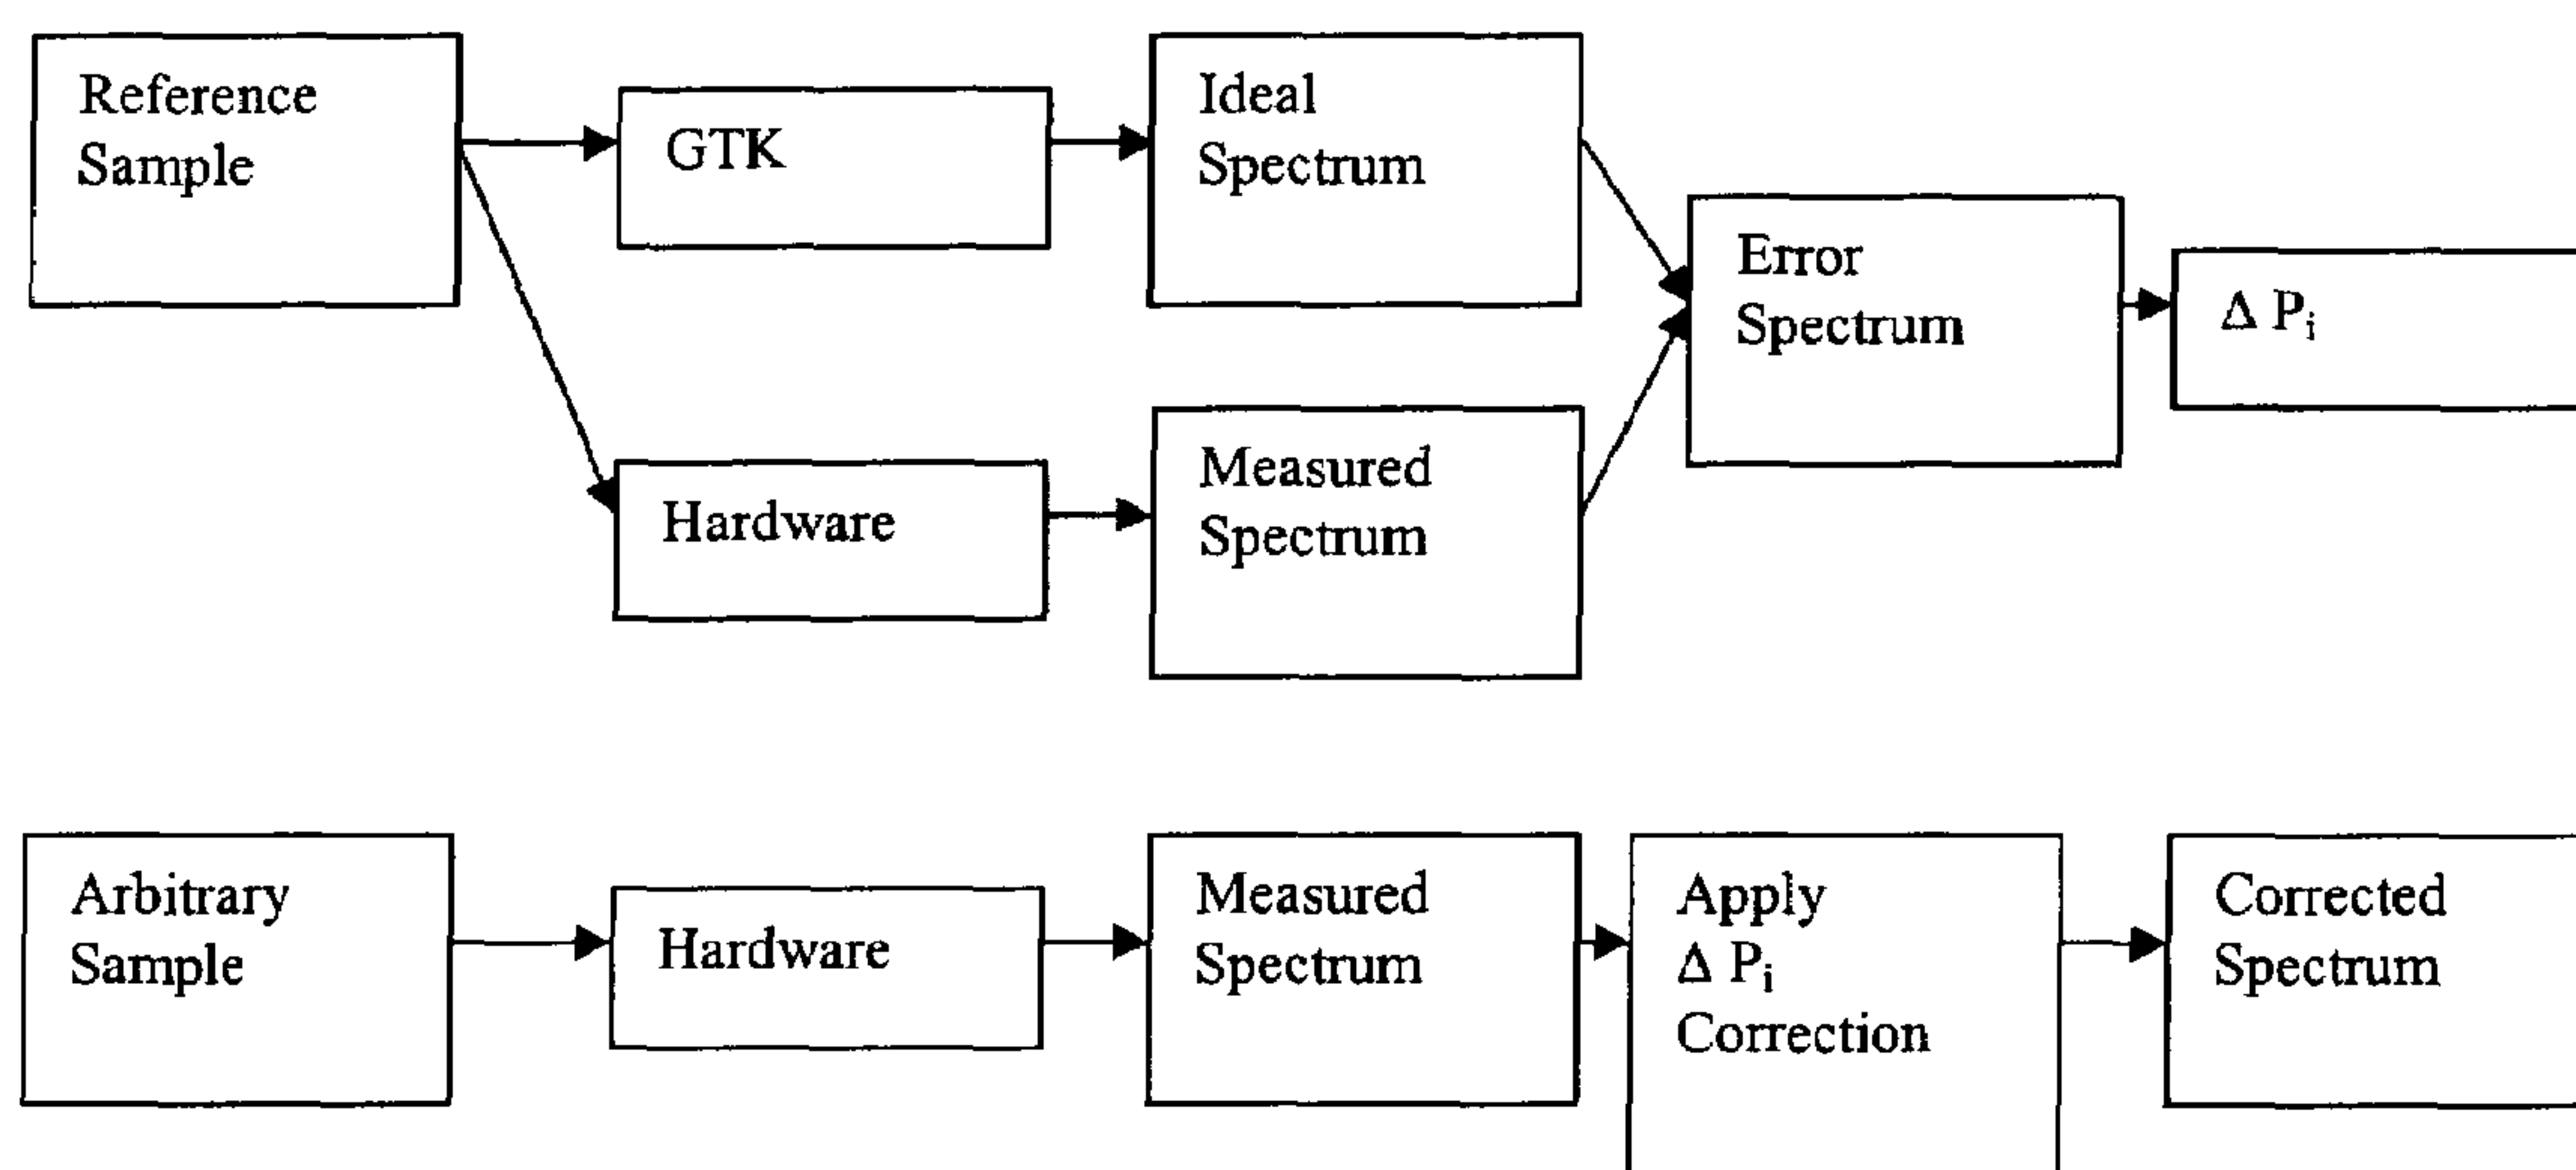 Reference
Sample
GTK
Ideal
Spectrum
Error
Spectrum
Δ Pi
Hardware
Measured
Spectrum
Arbitrary
Sample
Hardware
Measured
Spectrum
Apply
Δ Pi
Correction
Corrected
Spectrum